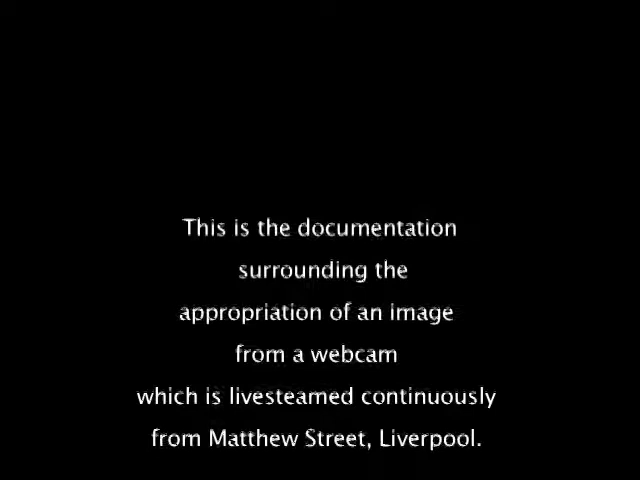 This is the documentation
surrounding the
appropriation of an image
from a webcam
which is livesteamed continuously
from Matthew Street, Liverpool.